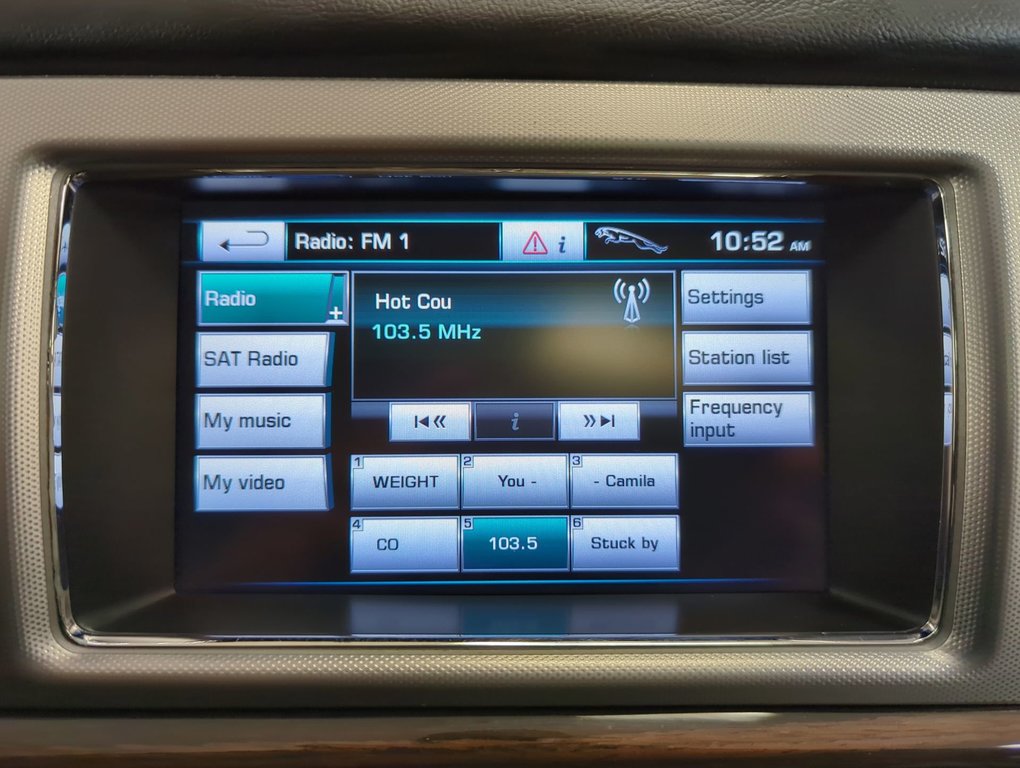 Radio: FM 1
i
10:52 AM
Radio
+
Hot Cou
103.5 MHz
Settings
SAT Radio
Station list
My music
i
Frequency
input
My video
1 WEIGHT
2 You -
3 - Camila
4 CO
5 103.5
6 Stuck by